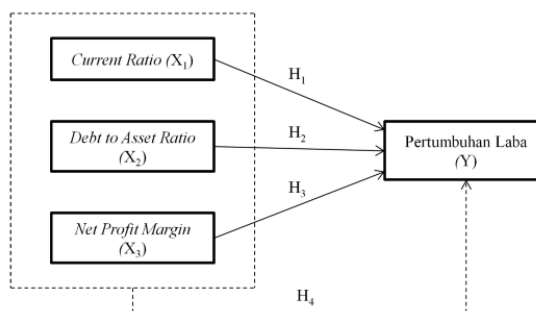 Current Ratio (X₁)
H₁
Debt to Asset Ratio
(X₂)
H₂
Pertumbuhan Laba
(Y)
H₃
Net Profit Margin
(X₃)
H₄